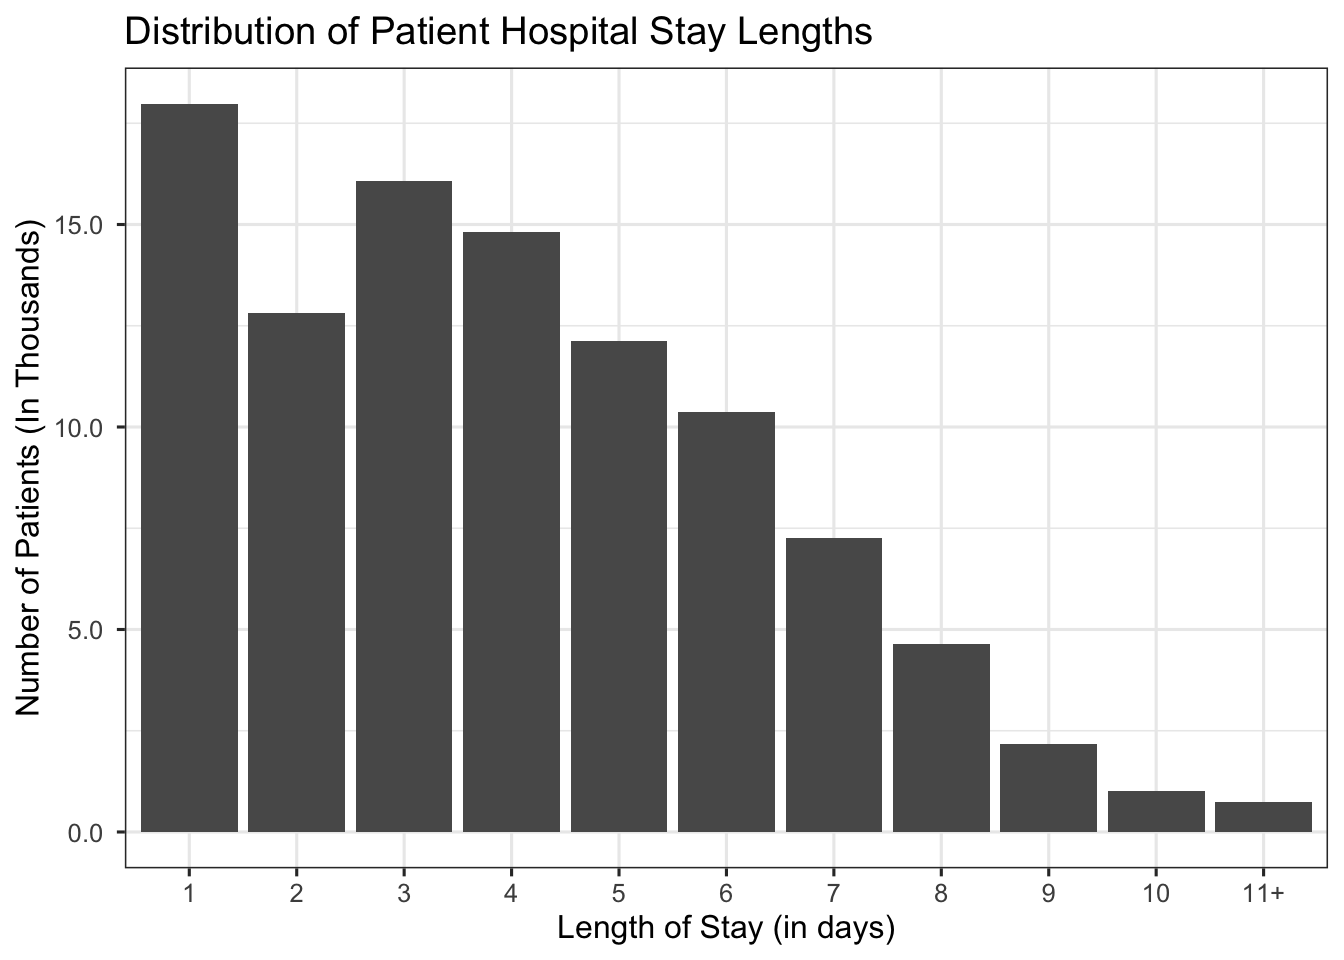 Distribution of Patient Hospital Stay Lengths
Number of Patients (In Thousands)
15.0
10.0
5.0
0.0
1 2 3 4 5 6 7 8 9 10 11+
Length of Stay (in days)